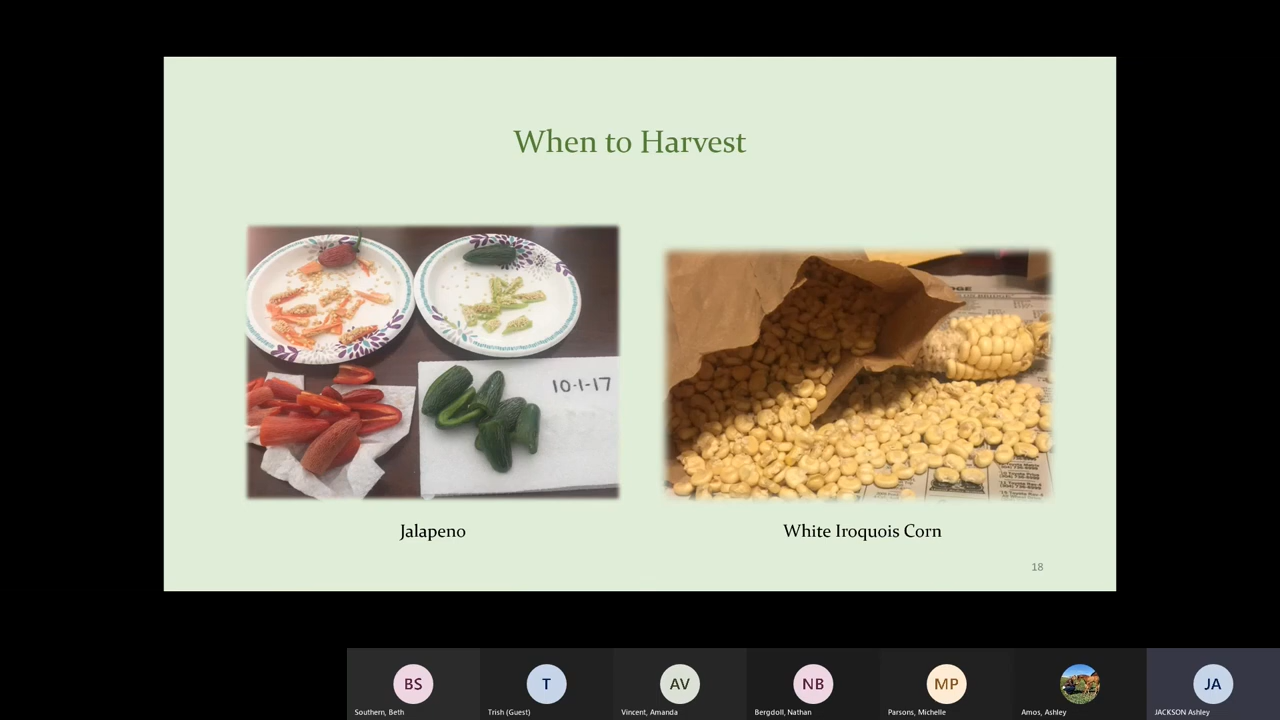 When to Harvest
10-1-17
Jalapeno
White Iroquois Corn
18
BS
T
AV
NB
MP
JA
Southern, Beth
Trish (Guest)
Vincent, Amanda
Bergdoll, Nathan
Parsons, Michelle
Amos, Ashley
JACKSON Ashley